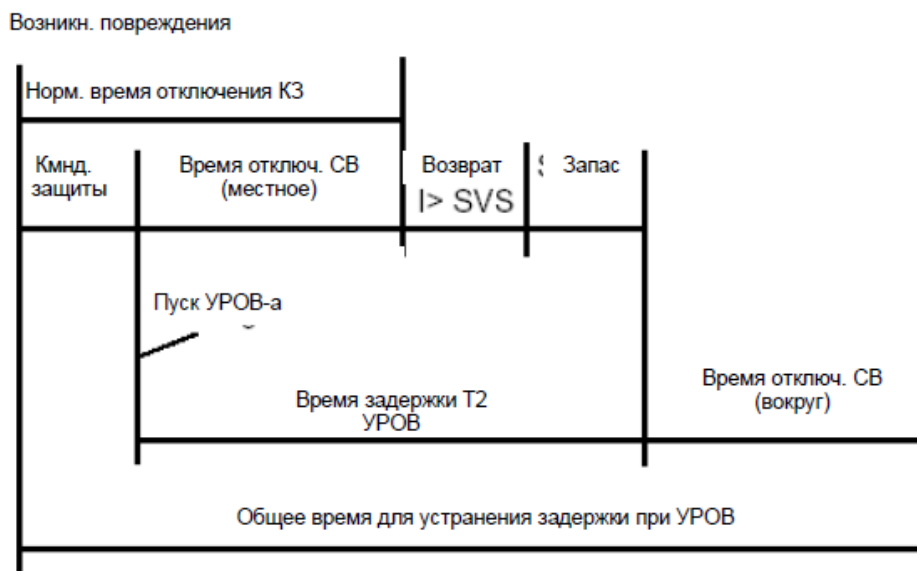 Возникн. повреждения
Норм. время отключения КЗ
Кмнд.
защиты
Время отключ. СВ
(местное)
Возврат
I> SVS
Запас
Пуск УРОВ-а
Время задержки Т2
УРОВ
Время отключ. СВ
(вокруг)
Общее время для устранения задержки при УРОВ